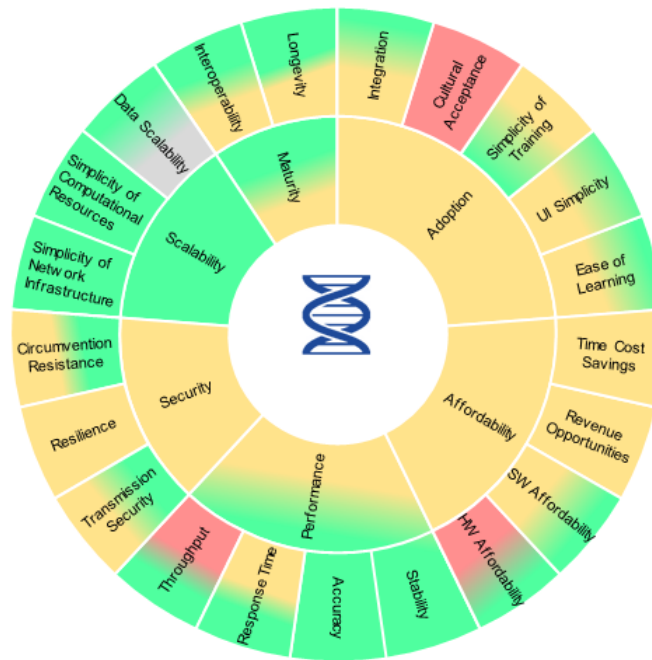 Integration
Cultural
Acceptance
Simplicity of
Training
UI Simplicity
Ease of
Learning
Time Cost
Savings
Revenue
Opportunities
SW Affordability
HW Affordability
Stability
Accuracy
Response Time
Throughput
Transmission
Security
Resilience
Circumvention
Resistance
Simplicity of
Network
Infrastructure
Simplicity of
Computational
Resources
Data Scalability
Interoperability
Longevity
Adoption
Affordability
Performance
Security
Scalability
Maturity